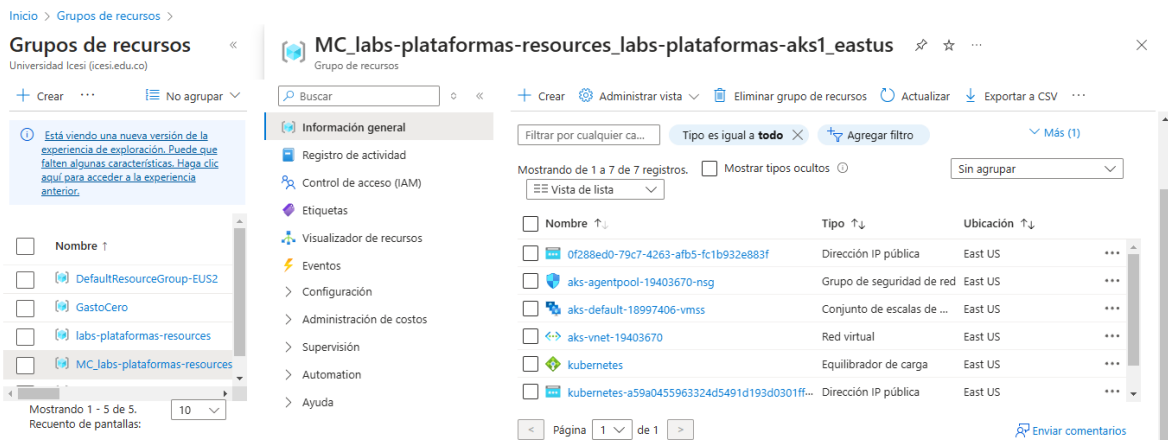 Inicio > Grupos de recursos >
Grupos de recursos
Universidad Icesi (icesi.edu.co)
Crear
No agrupar
Está viendo una nueva versión de la
experiencia de exploración. Puede que
falten algunas características. Haga clic
aquí para acceder a la experiencia
anterior.
Nombre ↑
DefaultResourceGroup-EUS2
GastoCero
labs-plataformas-resources
MC_labs-plataformas-resources
Mostrando 1 - 5 de 5.
Recuento de pantallas:
10
MC_labs-plataformas-resources_labs-plataformas-aks1_eastus
Grupo de recursos
Buscar
Información general
Registro de actividad
Control de acceso (IAM)
Etiquetas
Visualizador de recursos
Eventos
Configuración
Administración de costos
Supervisión
Automation
Ayuda
Crear Administrar vista Eliminar grupo de recursos Actualizar Exportar a CSV
Filtrar por cualquier ca... Tipo es igual a todo Agregar filtro Más (1)
Mostrando de 1 a 7 de 7 registros. Mostrar tipos ocultos Sin agrupar
Vista de lista
Nombre ↑↓ Tipo ↑↓ Ubicación ↑↓
0f288ed0-79c7-4263-afb5-fc1b932e883f Dirección IP pública East US
aks-agentpool-19403670-nsg Grupo de seguridad de red East US
aks-default-18997406-vmss Conjunto de escalas de ... East US
aks-vnet-19403670 Red virtual East US
kubernetes Equilibrador de carga East US
kubernetes-a59a0455963324d5491d193d0301ff... Dirección IP pública East US
< Página 1 de 1 >
Enviar comentarios